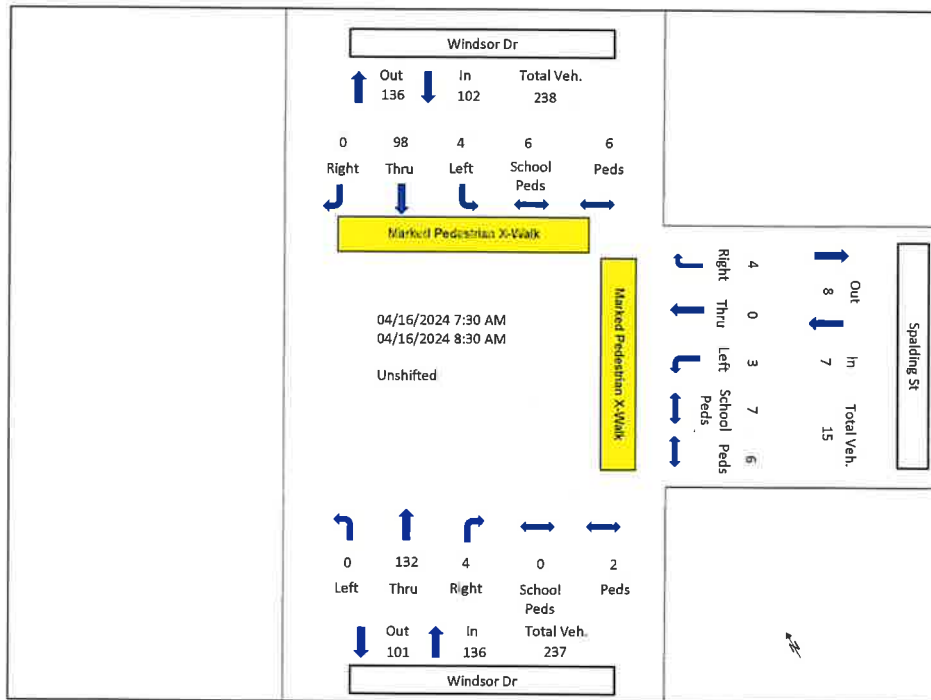 Windsor Dr
Out In Total Veh.
136 102 238
0 98 4 6 6
Right Thru Left School Peds
Peds
Marked Pedestrian X-Walk
Marked Pedestrian X-Walk
04/16/2024 7:30 AM
04/16/2024 8:30 AM
Unshifted
Spalding St
Out In Total Veh.
8 7 15
4 0 3 7 6
Right Thru Left School Peds
Peds
0 132 4 0 2
Left Thru Right School Peds
Peds
Out In Total Veh.
101 136 237
Windsor Dr
N